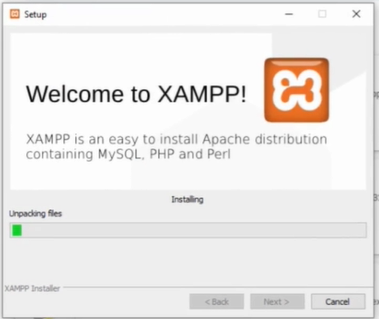 Setup
Welcome to XAMPP!
XAMPP is an easy to install Apache distribution
containing MySQL, PHP and Perl
Installing
Unpacking files
XAMPP Installer
< Back
Next >
Cancel